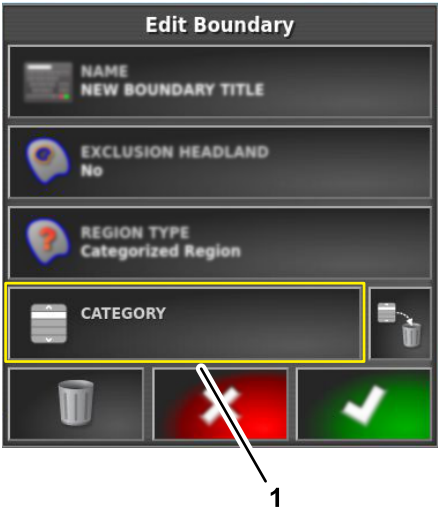 Edit Boundary
NAME
NEW BOUNDARY TITLE
EXCLUSION HEADLAND
No
REGION TYPE
Categorized Region
CATEGORY
1